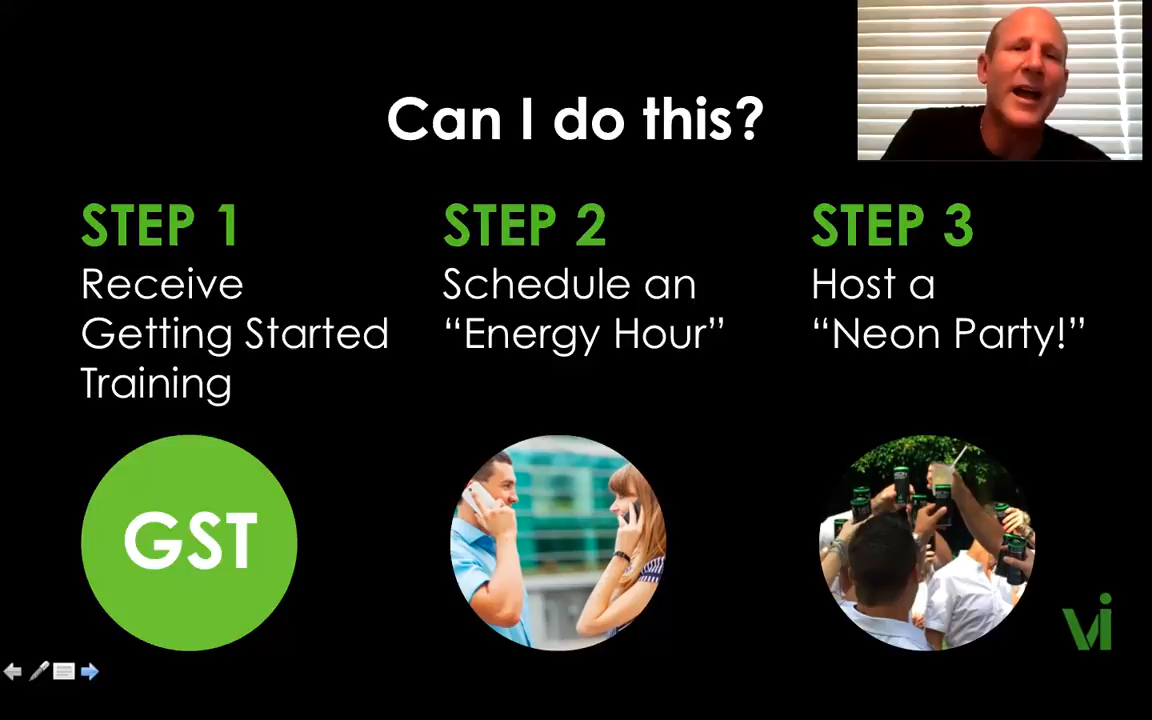 Can I do this?
STEP 1
Receive
Getting Started
Training
STEP 2
Schedule an
“Energy Hour”
STEP 3
Host a
“Neon Party!”
GST
vi